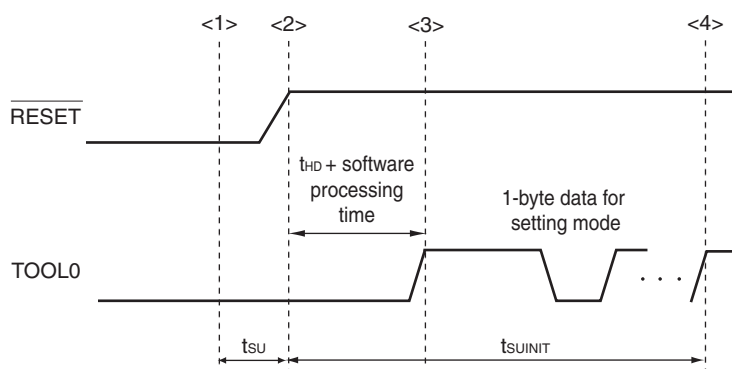 <1> <2> <3> <4>
RESET
tHD + software
processing
time
1-byte data for
setting mode
TOOL0
. . .
tSU
tSUINIT